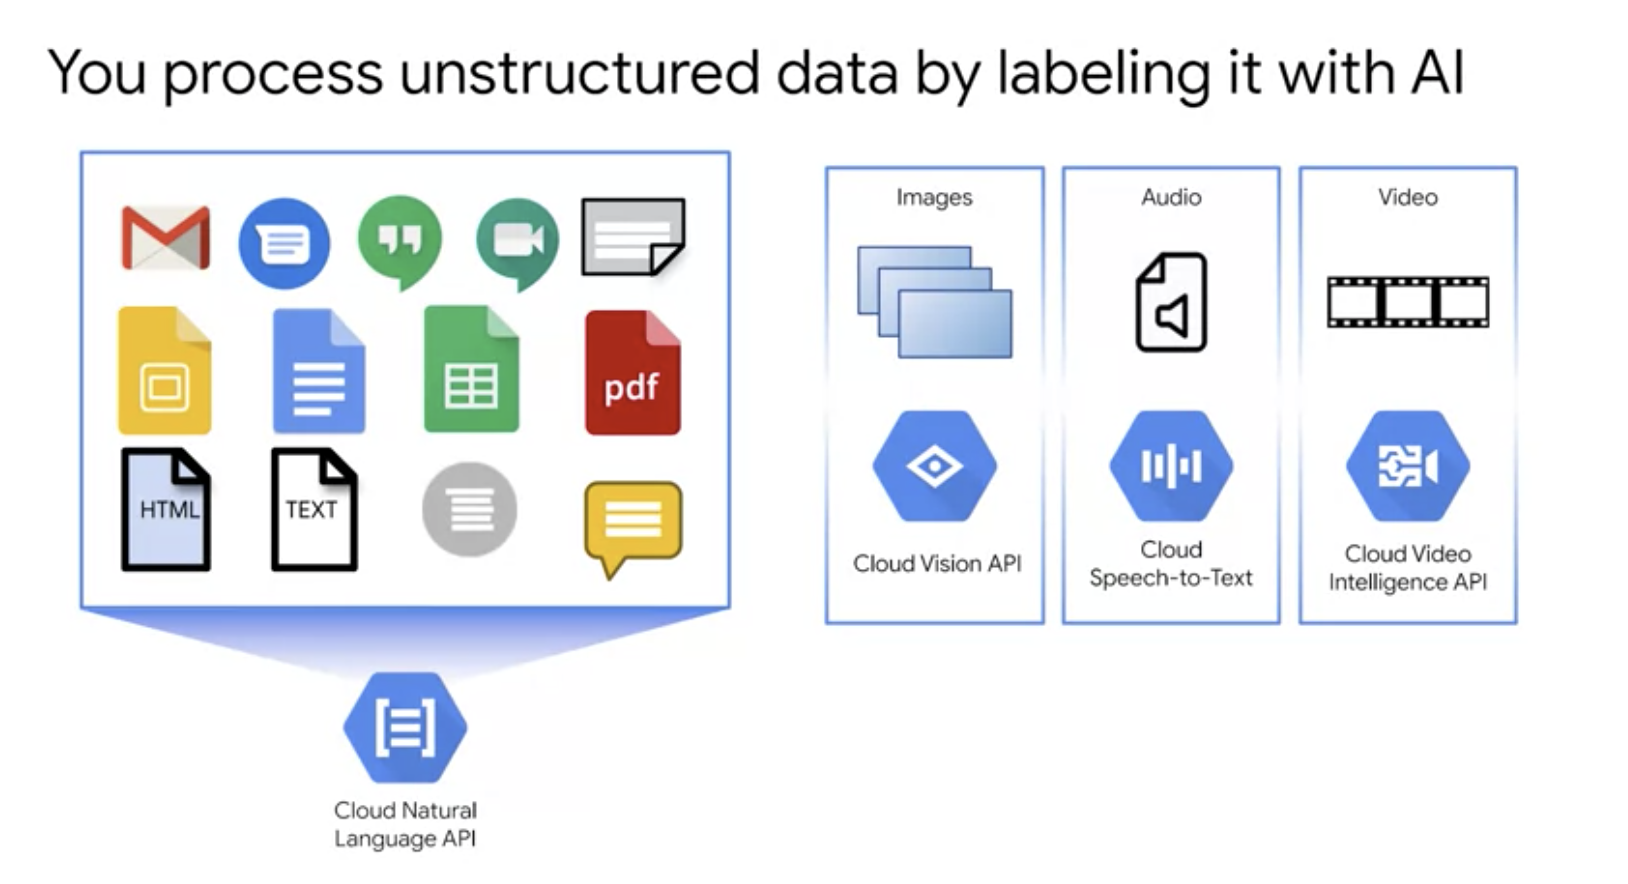 You process unstructured data by labeling it with AI
pdf
HTML
TEXT
Cloud Natural
Language API
Images
Cloud Vision API
Audio
Cloud
Speech-to-Text
Video
Cloud Video
Intelligence API